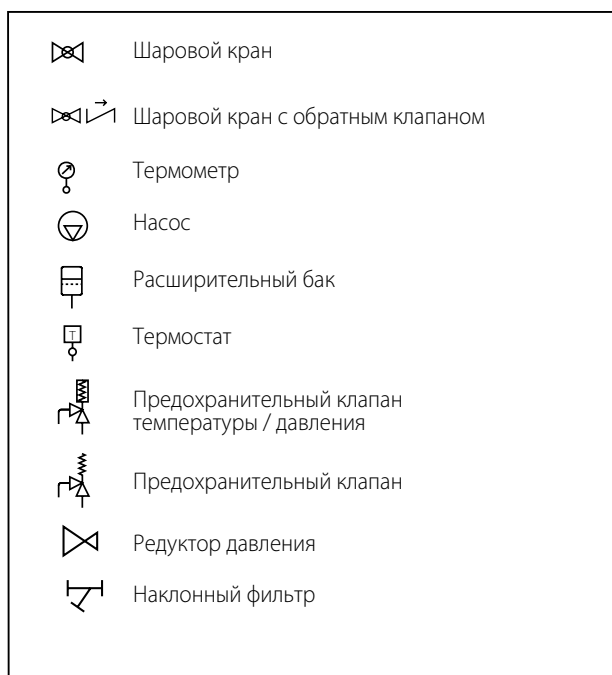 Шаровой кран
Шаровой кран с обратным клапаном
Термометр
Насос
Расширительный бак
T
Термостат
Предохранительный клапан
температуры / давления
Предохранительный клапан
Редуктор давления
Наклонный фильтр